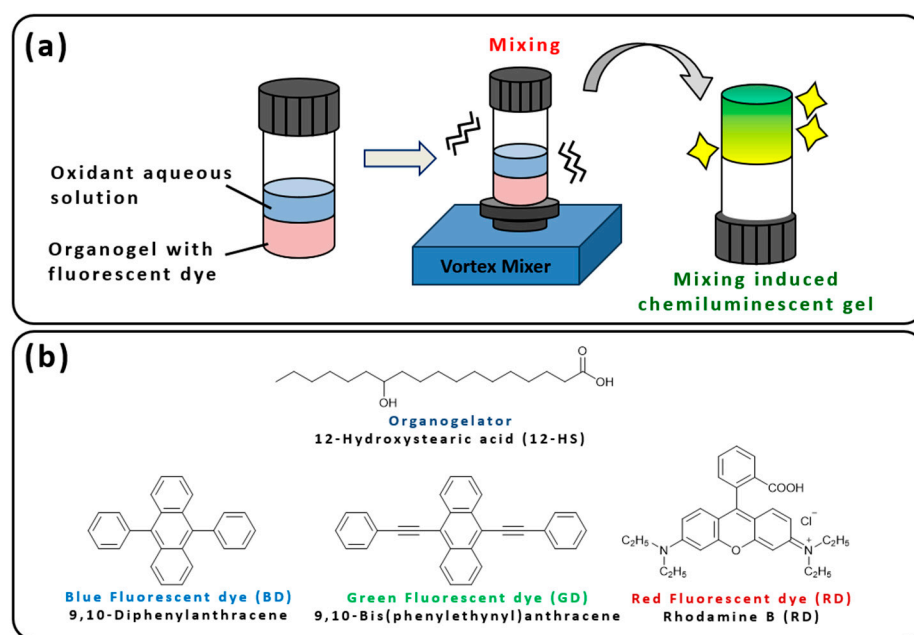 (a)
Mixing
Oxidant aqueous
solution
Organogel with
fluorescent dye
Vortex Mixer
Mixing induced
chemiluminescent gel
(b)
O
OH
OH
Organogelator
12-Hydroxystearic acid (12-HS)
COOH
Cl⁻
C₂H₅
N
O
N⁺
C₂H₅
C₂H₅
C₂H₅
Blue Fluorescent dye (BD)
9,10-Diphenylanthracene
Green Fluorescent dye (GD)
9,10-Bis(phenylethynyl)anthracene
Red Fluorescent dye (RD)
Rhodamine B (RD)